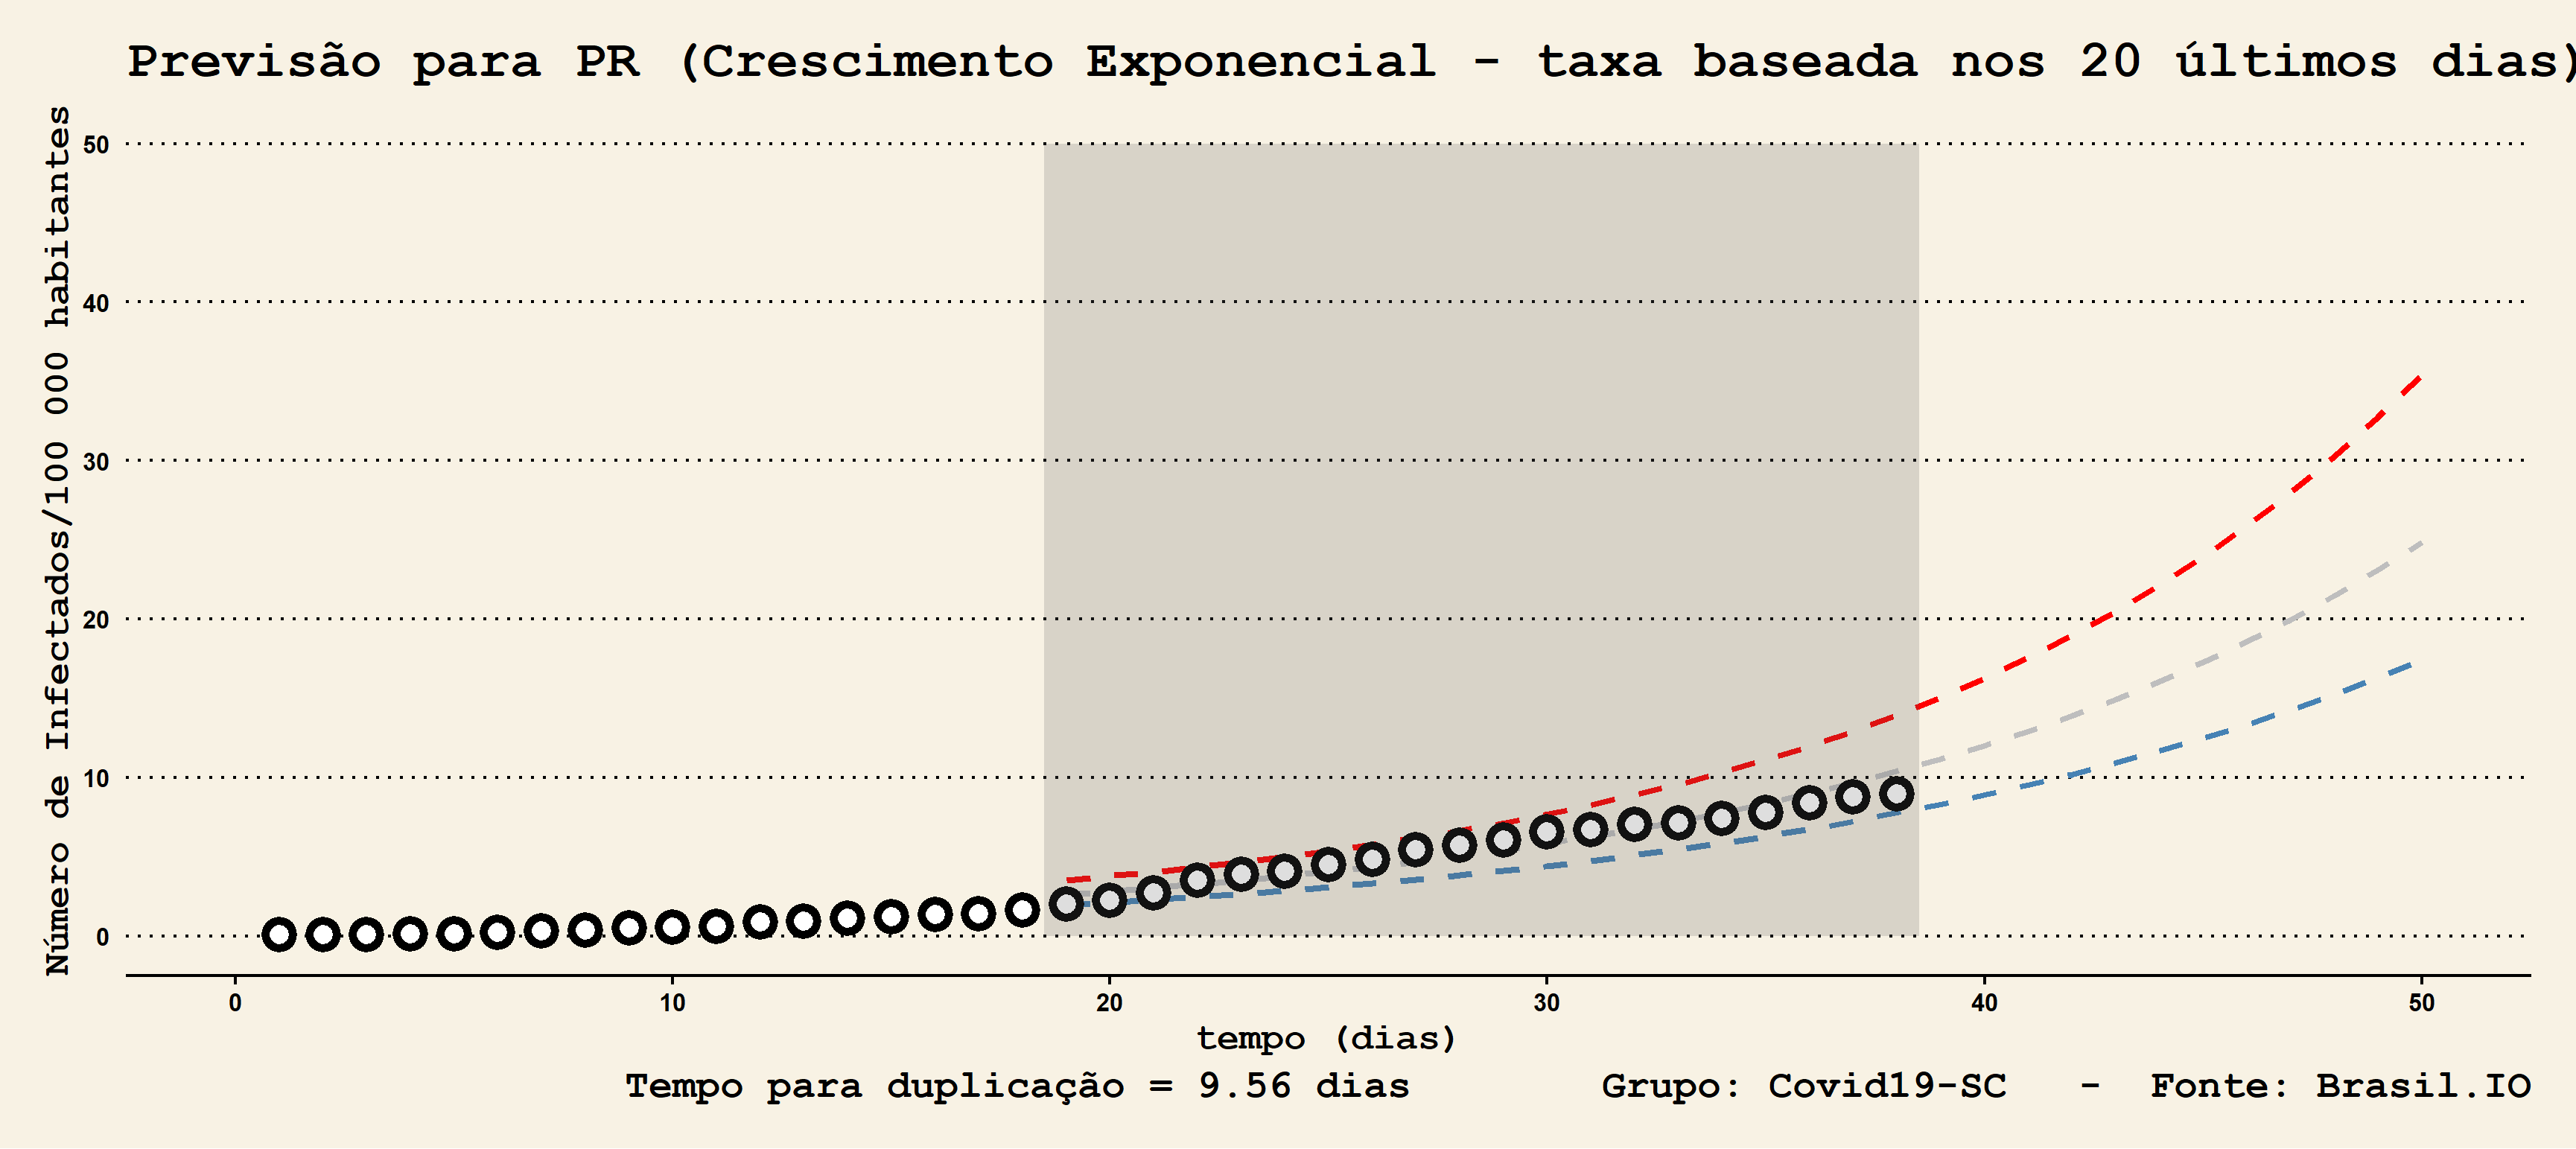 Previsão para PR (Crescimento Exponencial - taxa baseada nos 20 últimos dias)
Número de Infectados/100 000 habitantes
50
40
30
20
10
0
0 10 20 30 40 50
tempo (dias)
Tempo para duplicação = 9.56 dias Grupo: Covid19-SC - Fonte: Brasil.IO